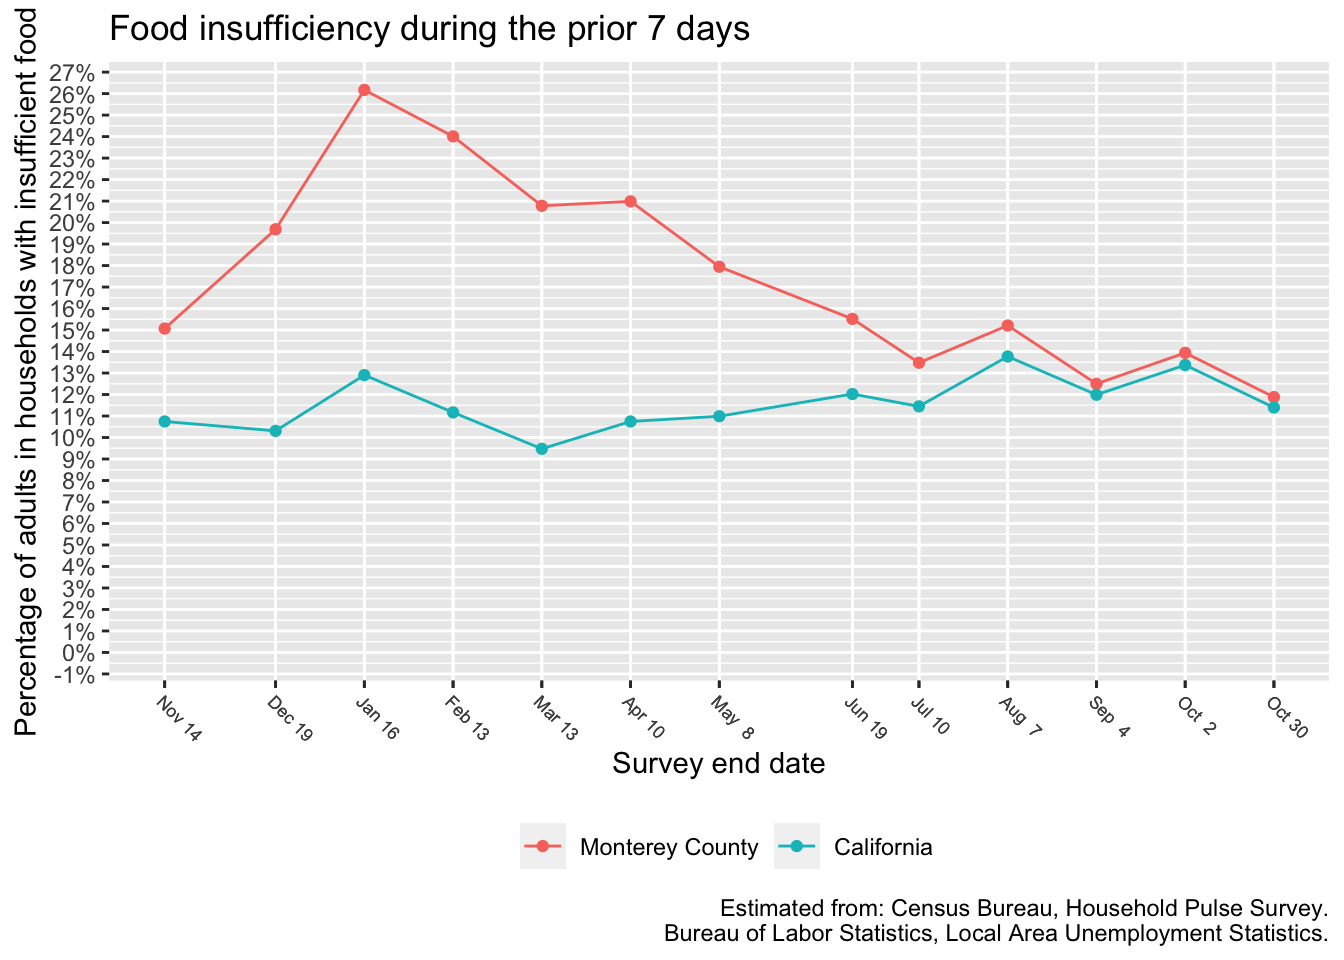 Food insufficiency during the prior 7 days
Percentage of adults in households with insufficient food
27%
26%
25%
24%
23%
22%
21%
20%
19%
18%
17%
16%
15%
14%
13%
12%
11%
10%
9%
8%
7%
6%
5%
4%
3%
2%
1%
0%
-1%
Nov 14
Dec 19
Jan 16
Feb 13
Mar 13
Apr 10
May 8
Jun 19
Jul 10
Aug 7
Sep 4
Oct 2
Oct 30
Survey end date
Monterey County
California
Estimated from: Census Bureau, Household Pulse Survey.
Bureau of Labor Statistics, Local Area Unemployment Statistics.